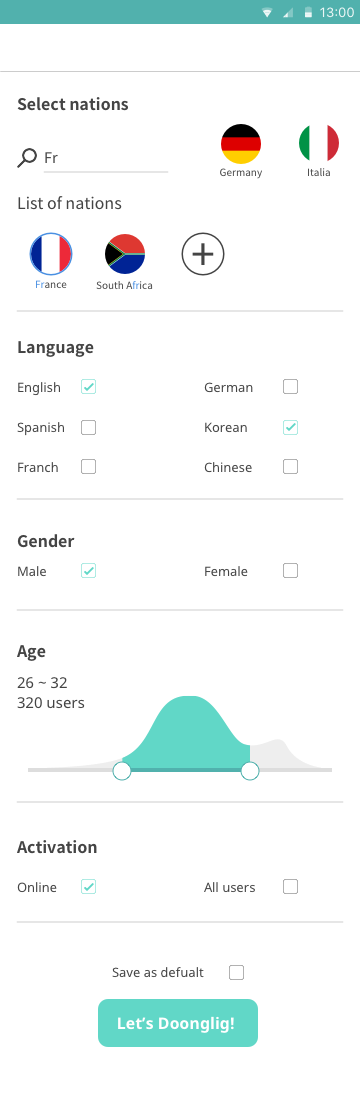 13:00
Select nations
Fr
Germany
Italia
List of nations
France
South Africa
Language
English
German
Spanish
Korean
Franch
Chinese
Gender
Male
Female
Age
26 ~ 32
320 users
Activation
Online
All users
Save as defualt
Let's Doonglig!